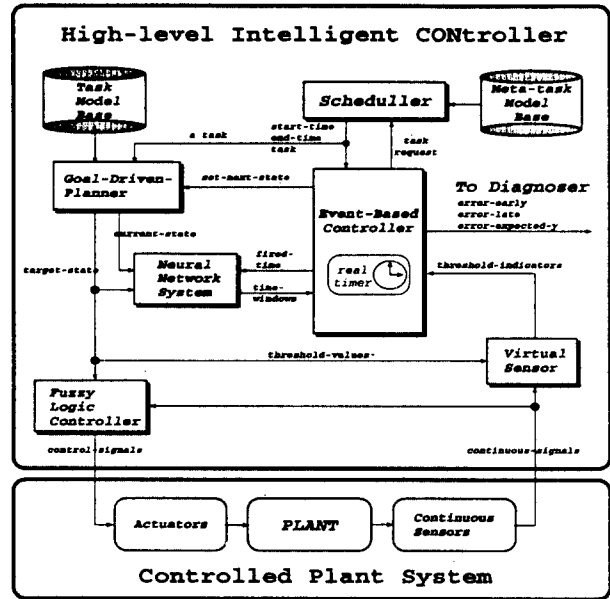 High-level Intelligent CONtroller
Task
Model
Base
Scheduller
Meta-task
Model
Base
a task
start-time
end-time
task
task
request
Goal-Driven-
Planner
set-next-state
Event-Based
Controller
To Diagnoser
error-early
error-late
error-expected-y
current-state
target-state
Neural
Network
System
fired-
time
time-
windows
real
timer
threshold-indicators
threshold-values-
Virtual
Sensor
Fuzzy
Logic
Controller
control-signals
continuous-signals
Actuators
PLANT
Continuous
Sensors
Controlled Plant System